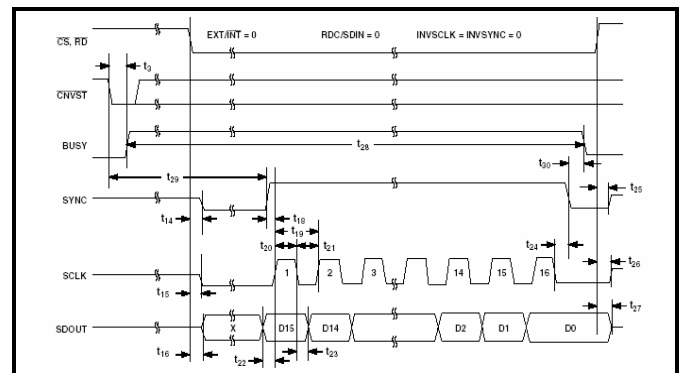 EXT/INT = 0 RDC/SDIN = 0 INVSCLK = INVSYNC = 0
CS, RD
t3
CNVST
BUSY
t28
t30
t29
t25
SYNC
t14
t18
t19
t20
t21
t24
t26
SCLK
1 2 3 14 15 16
t15
t27
SDOUT
X D15 D14 D2 D1 D0
t16
t22
t23